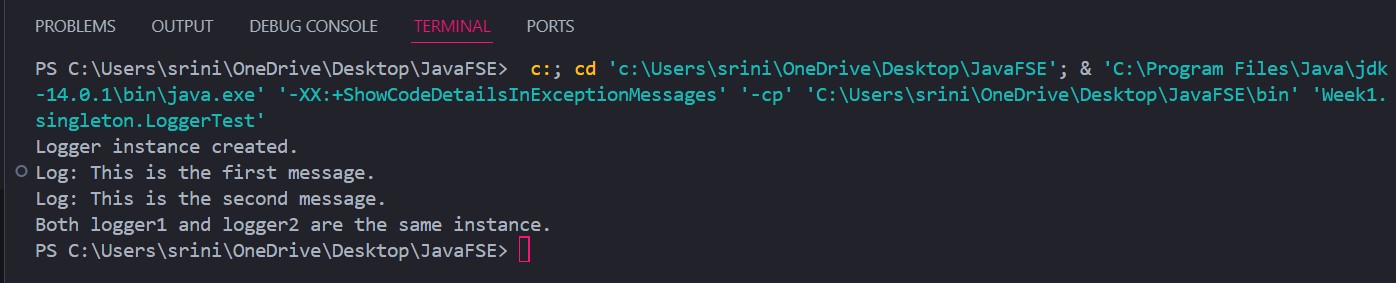 PROBLEMS OUTPUT DEBUG CONSOLE TERMINAL PORTS
PS C:\Users\srini\OneDrive\Desktop\JavaFSE>  c:; cd 'c:\Users\srini\OneDrive\Desktop\JavaFSE'; & 'C:\Program Files\Java\jdk
-14.0.1\bin\java.exe' '-XX:+ShowCodeDetailsInExceptionMessages' '-cp' 'C:\Users\srini\OneDrive\Desktop\JavaFSE\bin' 'Week1.
singleton.LoggerTest'
Logger instance created.
Log: This is the first message.
Log: This is the second message.
Both logger1 and logger2 are the same instance.
PS C:\Users\srini\OneDrive\Desktop\JavaFSE>